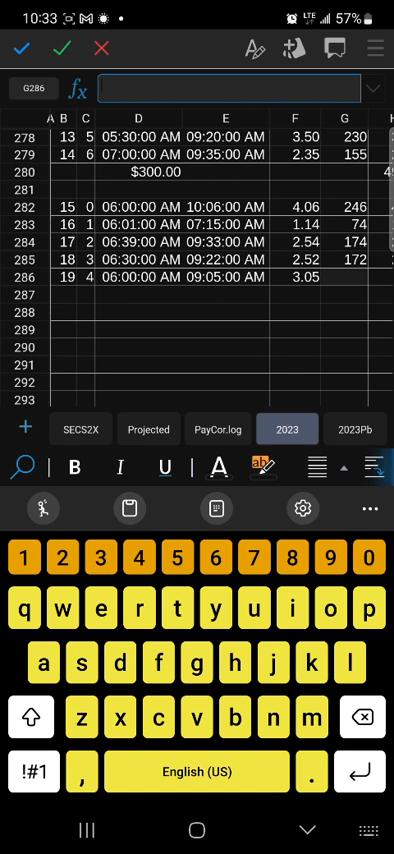 10:33 LTE 57%
G286 fx
A B C D E F G H
278 13 5 05:30:00 AM 09:20:00 AM 3.50 230
279 14 6 07:00:00 AM 09:35:00 AM 2.35 155
280 $300.00 4
281
282 15 0 06:00:00 AM 10:06:00 AM 4.06 246
283 16 1 06:01:00 AM 07:15:00 AM 1.14 74
284 17 2 06:39:00 AM 09:33:00 AM 2.54 174
285 18 3 06:30:00 AM 09:22:00 AM 2.52 172
286 19 4 06:00:00 AM 09:05:00 AM 3.05
287
288
289
290
291
292
293
+ SECS2X Projected PayCor.log 2023 2023Pb
B I U A ab
1 2 3 4 5 6 7 8 9 0
q w e r t y u i o p
a s d f g h j k l
z x c v b n m
!#1 , English (US) .